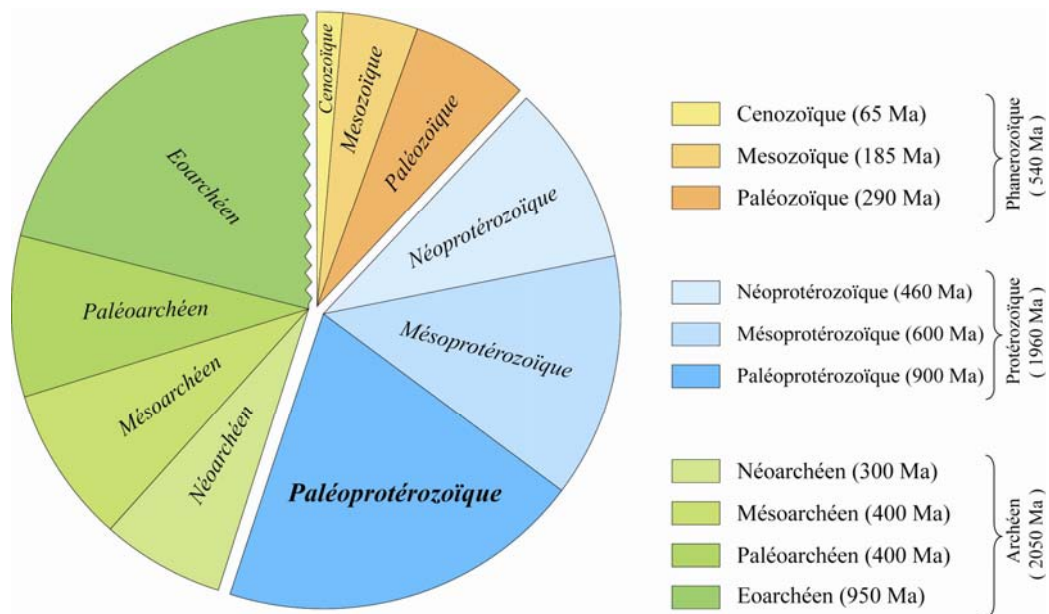 Cenozoïque
Mesozoïque
Paléozoïque
Néoprotérozoïque
Mésoprotérozoïque
Paléoprotérozoïque
Néoarchéen
Mésoarchéen
Paléoarchéen
Eoarchéen
Cenozoïque (65 Ma)
Mesozoïque (185 Ma)
Paléozoïque (290 Ma)
Phanerozoïque
( 540 Ma)
Néoprotérozoïque (460 Ma)
Mésoprotérozoïque (600 Ma)
Paléoprotérozoïque (900 Ma)
Protérozoïque
( 1960 Ma)
Néoarchéen (300 Ma)
Mésoarchéen (400 Ma)
Paléoarchéen (400 Ma)
Eoarchéen (950 Ma)
Archéen
( 2050 Ma)